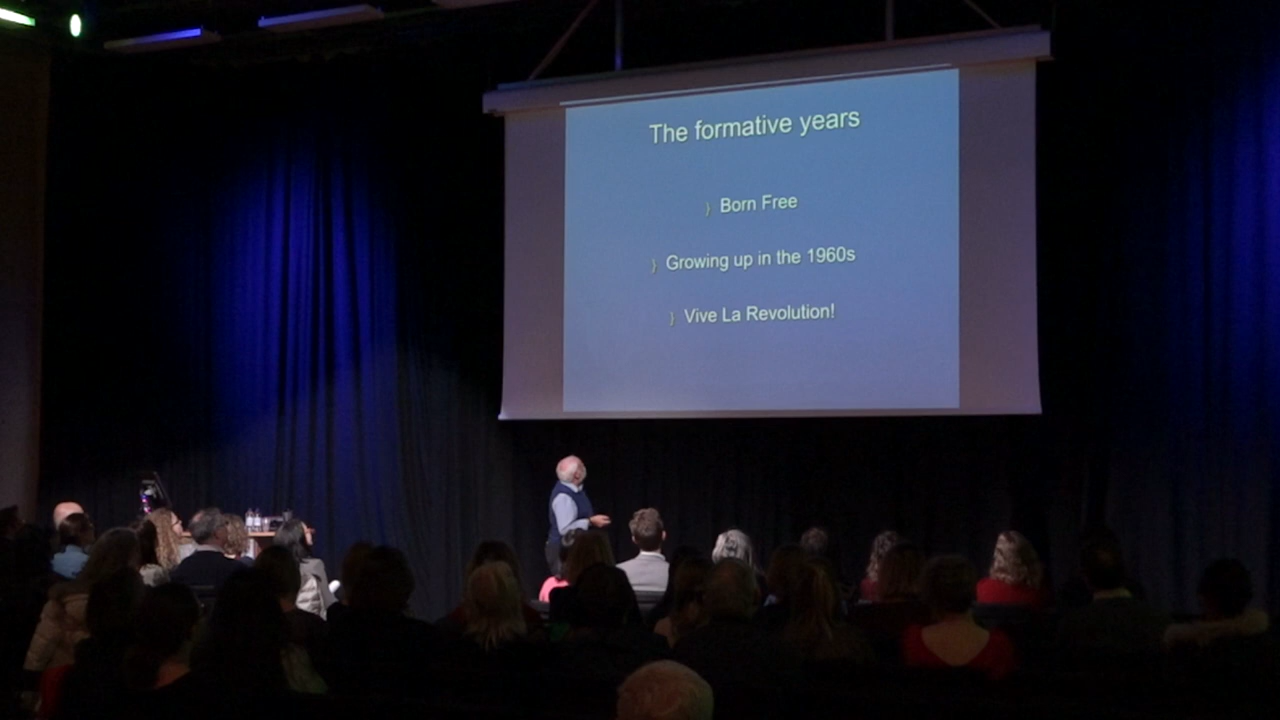 The formative years
} Born Free
} Growing up in the 1960s
} Vive La Revolution!